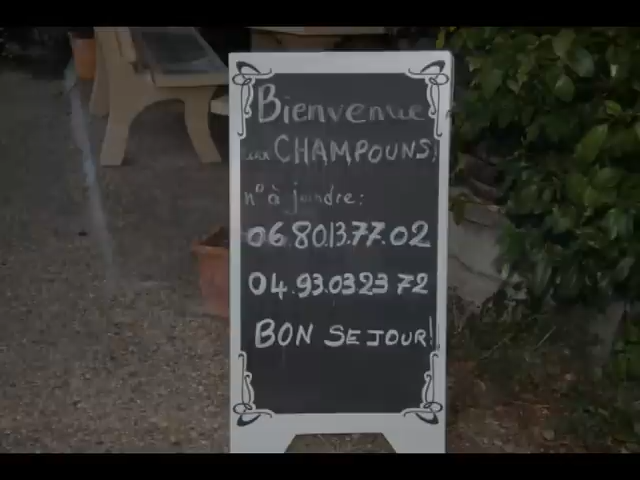 Bienvenue
aux CHAMPOUNS!
n° à joindre:
06.80.13.77.02
04.93.03 23 72
BON SEJOUR!